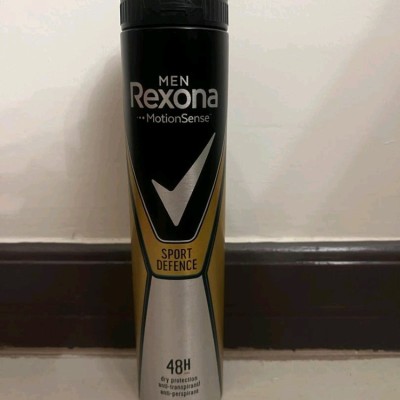 MEN
Rexona
MotionSense
SPORT
DEFENCE
48H
dry protection
anti-transpirant
anti-perspirant